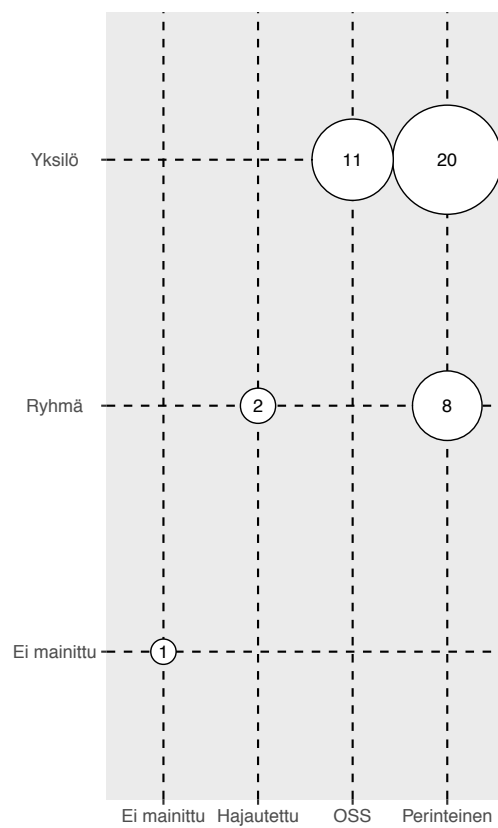 Yksilö 11 20
Ryhmä 2 8
Ei mainittu 1
Ei mainittu Hajautettu OSS Perinteinen